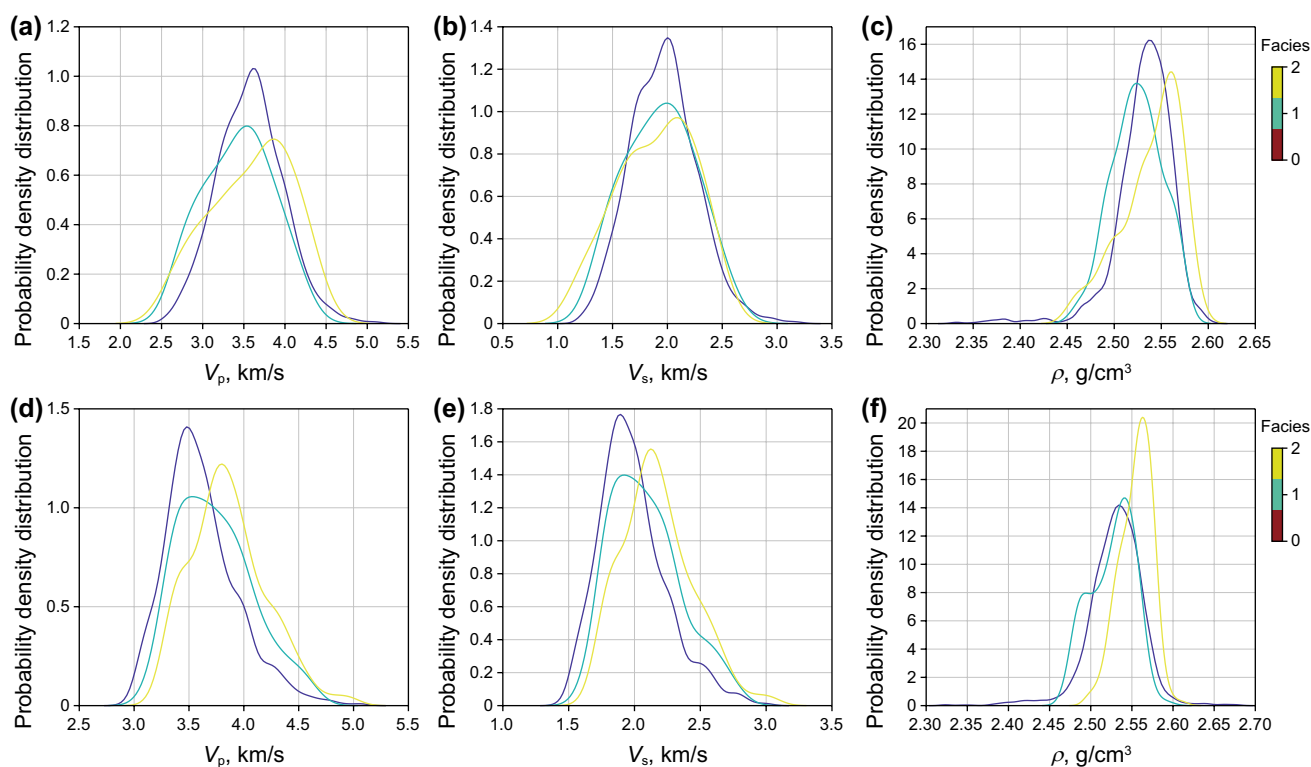 (a)
Probability density distribution
1.2
1.0
0.8
0.6
0.4
0.2
0
1.5 2.0 2.5 3.0 3.5 4.0 4.5 5.0 5.5
Vp, km/s
(b)
Probability density distribution
1.4
1.2
1.0
0.8
0.6
0.4
0.2
0
0.5 1.0 1.5 2.0 2.5 3.0 3.5
Vs, km/s
(c)
Probability density distribution
16
14
12
10
8
6
4
2
0
2.30 2.35 2.40 2.45 2.50 2.55 2.60 2.65
ρ, g/cm³
Facies
2
1
0
(d)
Probability density distribution
1.5
1.0
0.5
0
2.5 3.0 3.5 4.0 4.5 5.0 5.5
Vp, km/s
(e)
Probability density distribution
1.8
1.6
1.4
1.2
1.0
0.8
0.6
0.4
0.2
0
1.0 1.5 2.0 2.5 3.0 3.5
Vs, km/s
(f)
Probability density distribution
20
18
16
14
12
10
8
6
4
2
0
2.30 2.35 2.40 2.45 2.50 2.55 2.60 2.65 2.70
ρ, g/cm³
Facies
2
1
0